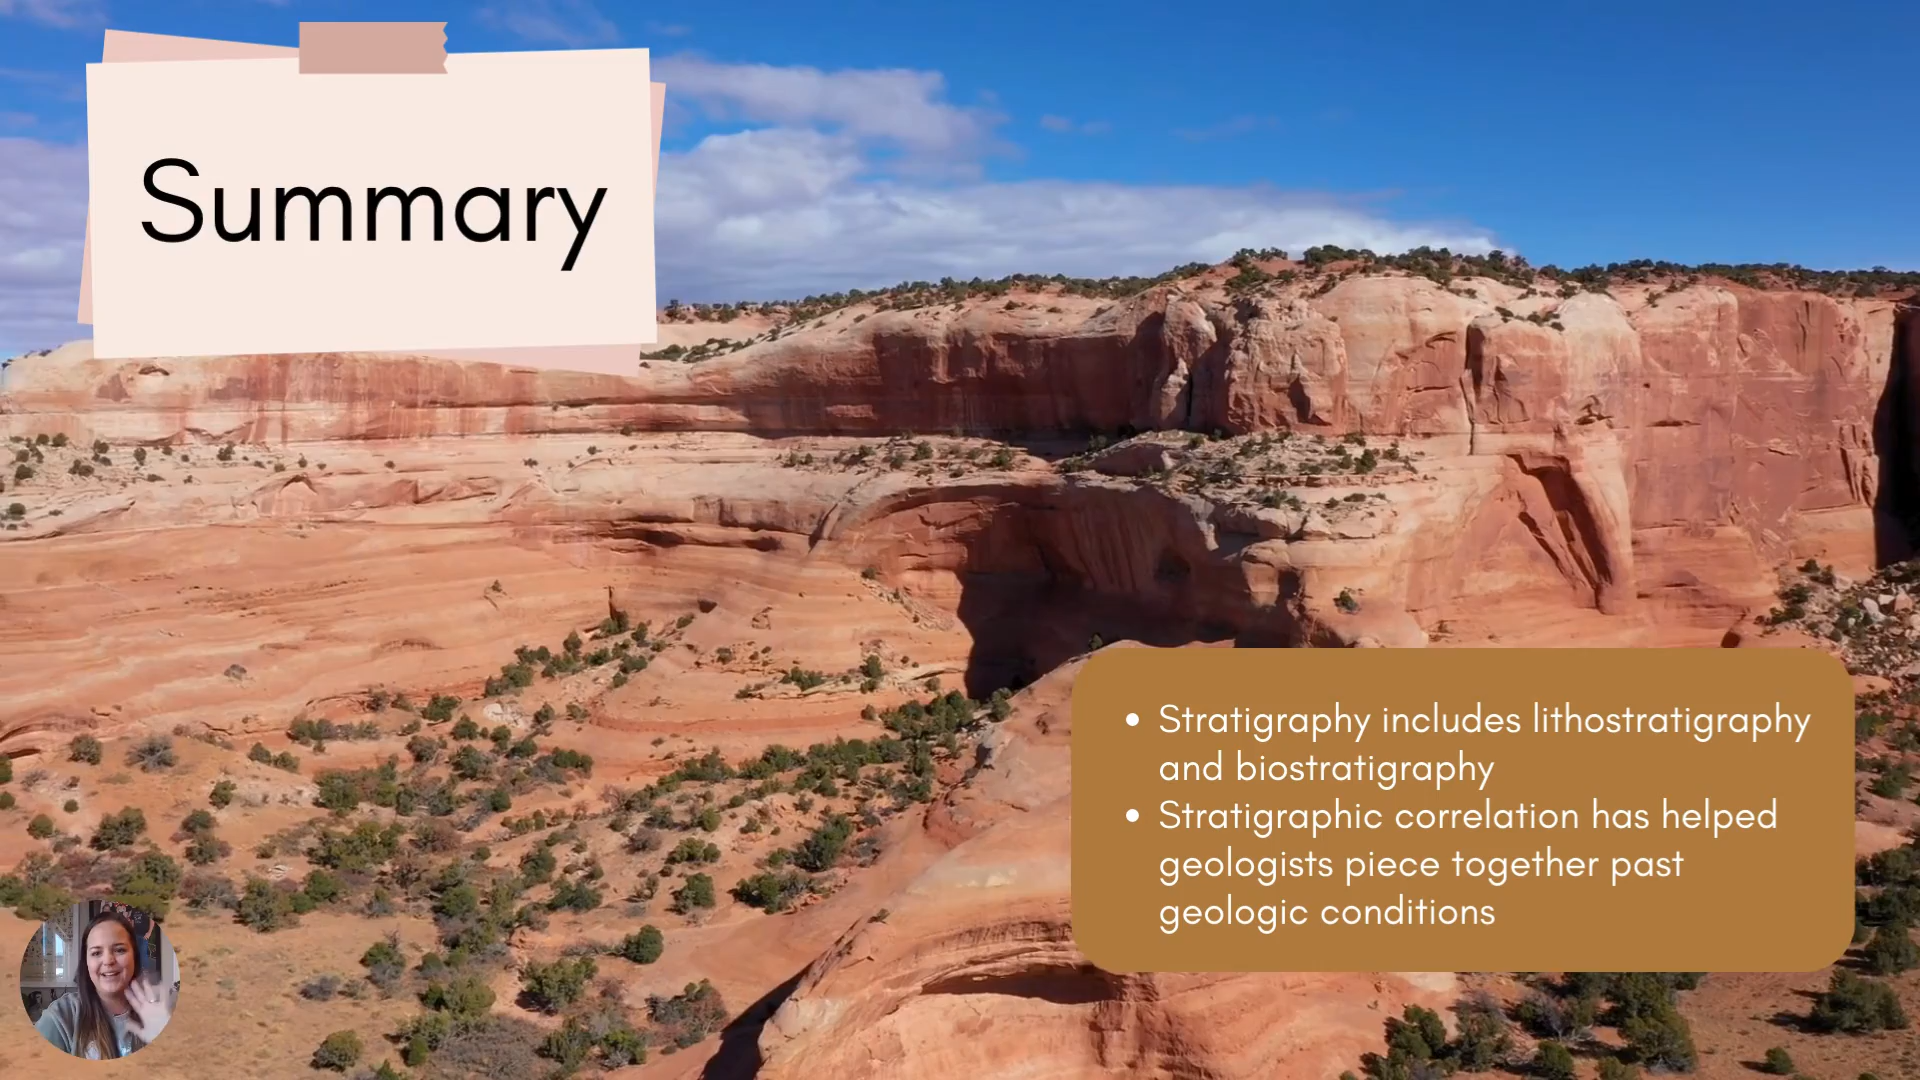 Summary
Stratigraphy includes lithostratigraphy
and biostratigraphy
Stratigraphic correlation has helped
geologists piece together past
geologic conditions